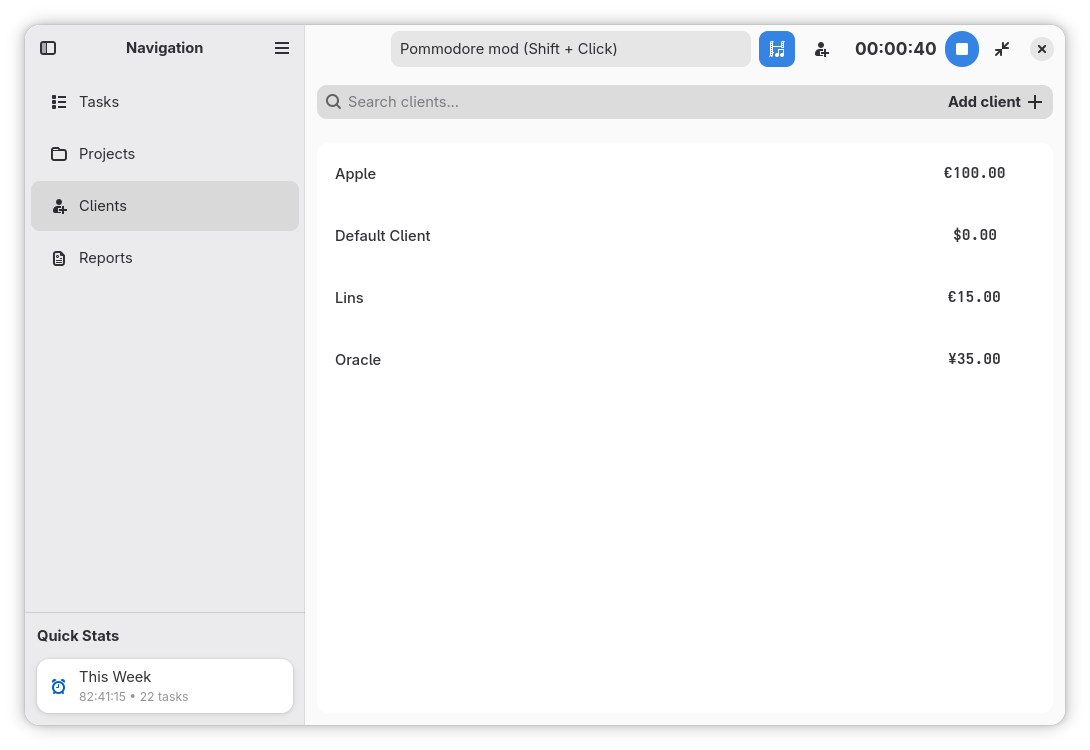 Navigation
Tasks
Projects
Clients
Reports
Quick Stats
This Week
82:41:15 • 22 tasks
Pommodore mod (Shift + Click)
00:00:40
Search clients...
Add client
Apple €100.00
Default Client $0.00
Lins €15.00
Oracle ¥35.00